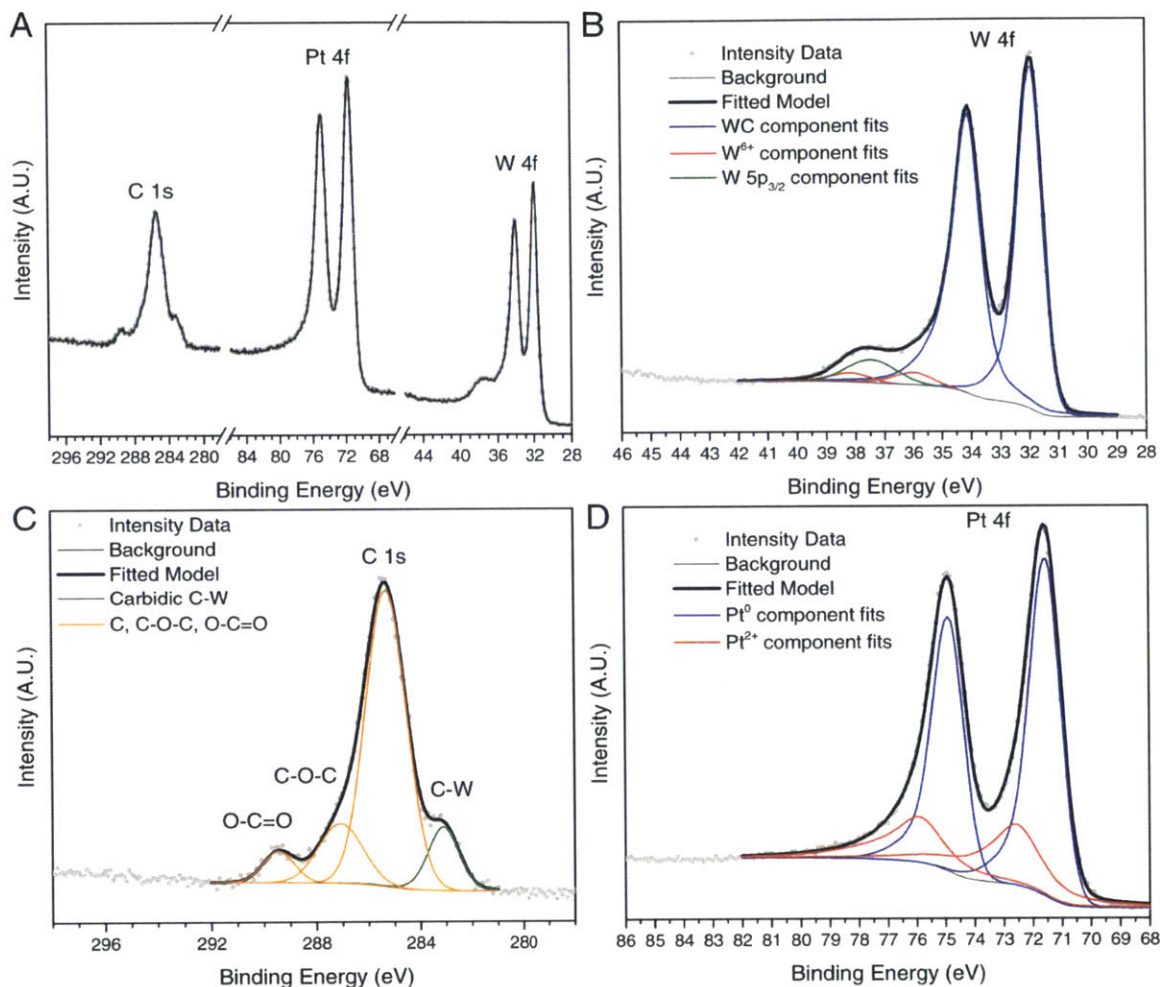 A
C 1s
Pt 4f
W 4f
Intensity (A.U.)
296 292 288 284 280 80 76 72 68 44 40 36 32 28
Binding Energy (eV)
B
W 4f
Intensity Data
Background
Fitted Model
WC component fits
W⁶⁺ component fits
W 5p₃/₂ component fits
Intensity (A.U.)
46 45 44 43 42 41 40 39 38 37 36 35 34 33 32 31 30 29 28
Binding Energy (eV)
C
Intensity Data
Background
Fitted Model
Carbidic C-W
C, C-O-C, O-C=O
C 1s
C-O-C
O-C=O
C-W
Intensity (A.U.)
296 292 288 284 280
Binding Energy (eV)
D
Pt 4f
Intensity Data
Background
Fitted Model
Pt⁰ component fits
Pt²⁺ component fits
Intensity (A.U.)
86 85 84 83 82 81 80 79 78 77 76 75 74 73 72 71 70 69 68
Binding Energy (eV)